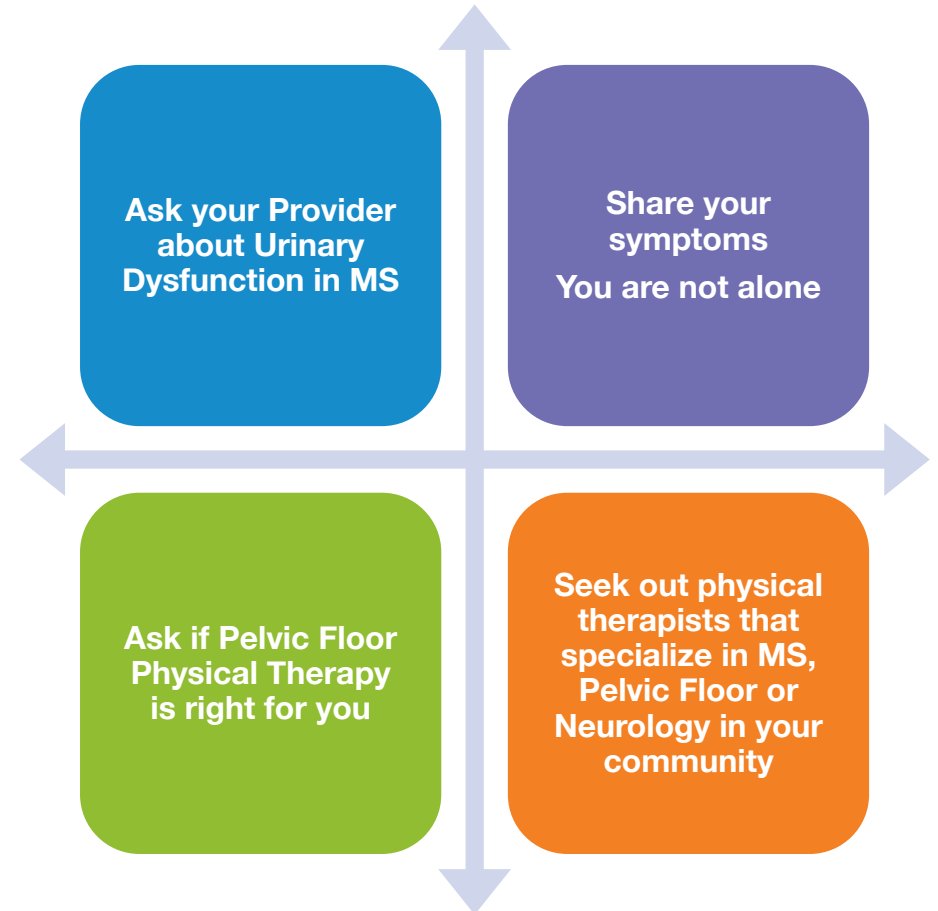 Ask your Provider
about Urinary
Dysfunction in MS
Share your
symptoms
You are not alone
Ask if Pelvic Floor
Physical Therapy
is right for you
Seek out physical
therapists that
specialize in MS,
Pelvic Floor or
Neurology in your
community